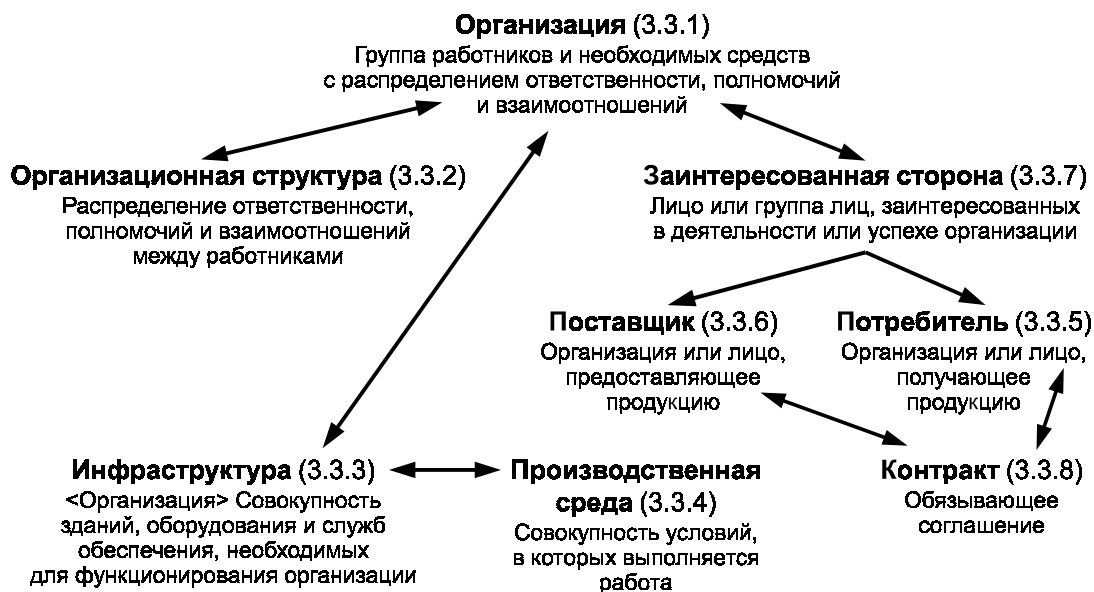 Организация (3.3.1)
Группа работников и необходимых средств
с распределением ответственности, полномочий
и взаимоотношений
Организационная структура (3.3.2)
Распределение ответственности,
полномочий и взаимоотношений
между работниками
Заинтересованная сторона (3.3.7)
Лицо или группа лиц, заинтересованных
в деятельности или успехе организации
Поставщик (3.3.6)
Организация или лицо,
предоставляющее
продукцию
Потребитель (3.3.5)
Организация или лицо,
получающее
продукцию
Инфраструктура (3.3.3)
<Организация> Совокупность
зданий, оборудования и служб
обеспечения, необходимых
для функционирования организации
Производственная
среда (3.3.4)
Совокупность условий,
в которых выполняется
работа
Контракт (3.3.8)
Обязывающее
соглашение